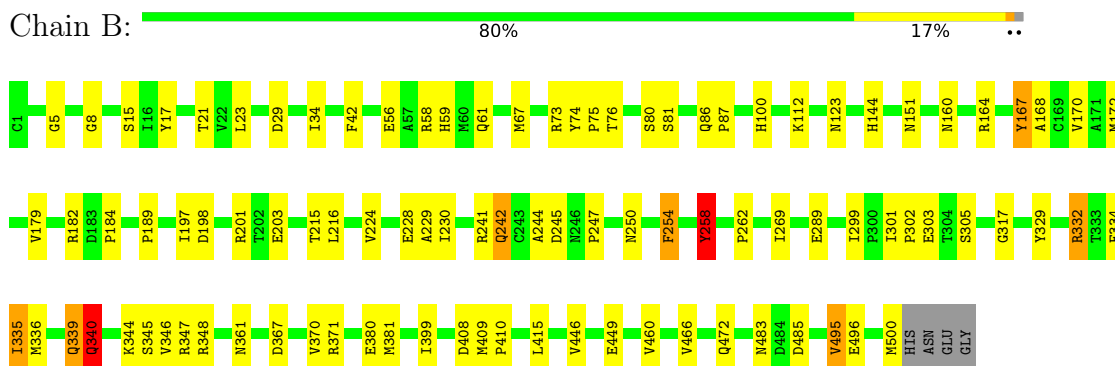 Chain B:
80% 17% ••
C1 G5 G8 S15 I16 Y17 T21 V22 L23 D29 I34 F42 E56 A57 R58 H59 M60 Q61 M67 R73 Y74 P75 T76 S80 S81 Q86 P87 H100 K112 N123 H144 N151 N160 R164 Y167 A168 C169 V170 A171 M172
V179 R182 D183 P184 P189 I197 D198 R201 T202 E203 T215 L216 V224 E228 A229 I230 R241 Q242 C243 A244 D245 N246 P247 N250 F254 Y258 P262 I269 E289 I299 P300 I301 P302 E303 T304 S305 G317 Y329 R332 T333
I335 M336 Q339 Q340 K344 S345 V346 R347 R348 N361 D367 V370 R371 E380 M381 I399 D408 M409 P410 L415 V446 E449 V460 V466 Q472 N483 D484 D485 V495 E496 M500 HIS ASN GLU GLY